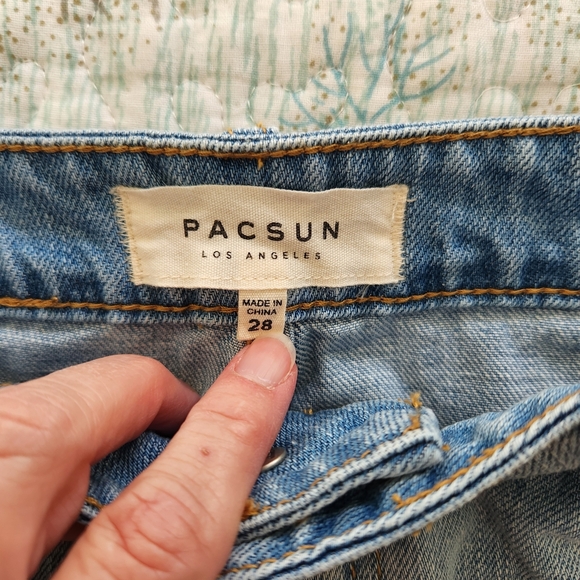 PACSUN
LOS ANGELES
MADE IN
CHINA
28